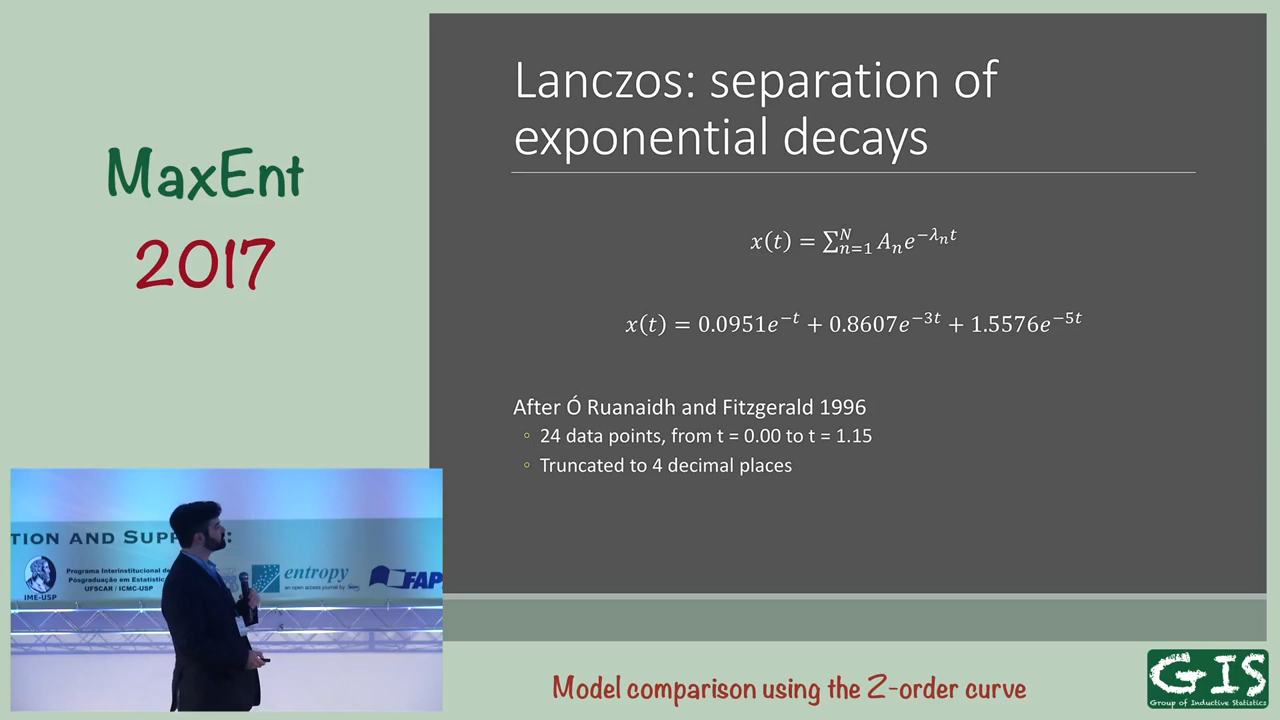 MaxEnt
2017
Lanczos: separation of
exponential decays
x(t) = ∑ₙ₌₁ᴺ Aₙe^{−λₙt}
x(t) = 0.0951e^{−t} + 0.8607e^{−3t} + 1.5576e^{−5t}
After Ó Ruanaidh and Fitzgerald 1996
◦ 24 data points, from t = 0.00 to t = 1.15
◦ Truncated to 4 decimal places
TION AND SUPP
:
IME-USP
Programa Interinstitucional de
Pósgraduação em Estatística
UFSCAR / ICMC-USP
entropy
an open access journal by
FAP
Model comparison using the Z-order curve
GIS
Group of Inductive Statistics